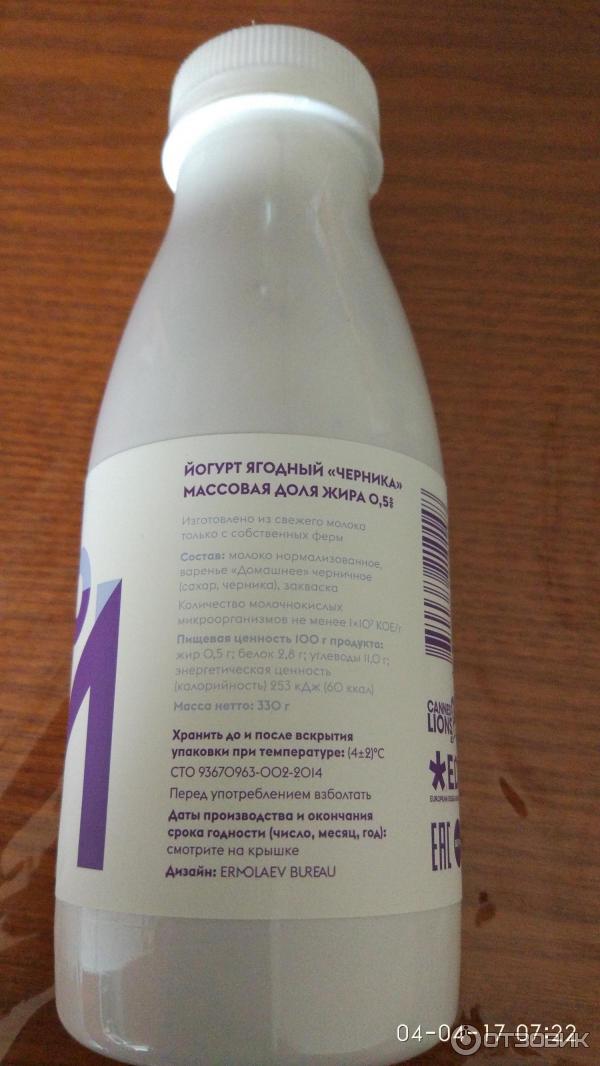 ЙОГУРТ ЯГОДНЫЙ «ЧЕРНИКА»
МАССОВАЯ ДОЛЯ ЖИРА 0,5%
Изготовлено из свежего молока
только с собственных ферм
Состав: молоко нормализованное,
варенье «Домашнее» черничное
(сахар, черника), закваска
Количество молочнокислых
микроорганизмов не менее 1×10⁷ КОЕ/г
Пищевая ценность 100 г продукта:
жир 0,5 г; белок 2,8 г; углеводы 11,0 г;
энергетическая ценность
(калорийность) 253 кДж (60 ккал)
Масса нетто: 330 г
Хранить до и после вскрытия
упаковки при температуре: (4±2)°С
СТО 93670963-002-2014
Перед употреблением взболтать
Даты производства и окончания
срока годности (число, месяц, год):
смотрите на крышке
Дизайн: ERMOLAEV BUREAU
CANNES
LIONS
EUROPEAN
EAC
04-04-17 07:22
ОТЗОВИК